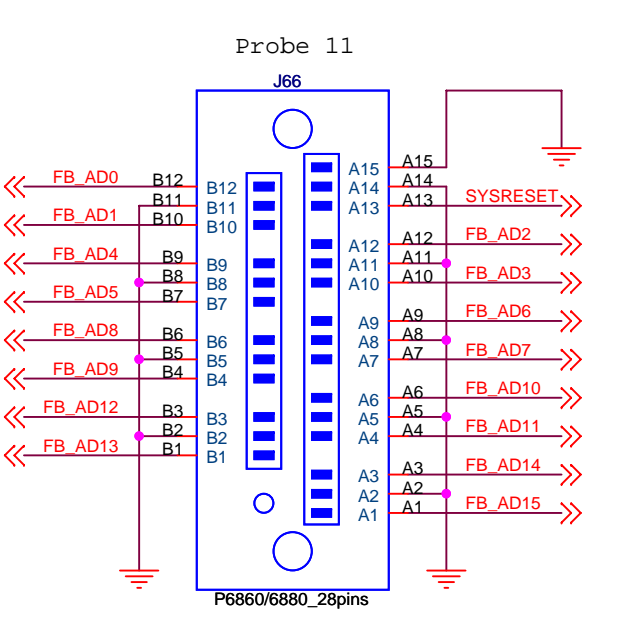 Probe 11
J66
A15 A15
FB_AD0 B12 B12 A14 A14
B11 B11 A13 A13 SYSRESET
FB_AD1 B10 B10
A12 A12 FB_AD2
FB_AD4 B9 B9 A11 A11
B8 B8 A10 A10 FB_AD3
FB_AD5 B7 B7
A9 A9 FB_AD6
FB_AD8 B6 B6 A8 A8
B5 B5 A7 A7 FB_AD7
FB_AD9 B4 B4
A6 A6 FB_AD10
FB_AD12 B3 B3 A5 A5
B2 B2 A4 A4 FB_AD11
FB_AD13 B1 B1
A3 A3 FB_AD14
A2 A2
A1 A1 FB_AD15
P6860/6880_28pins